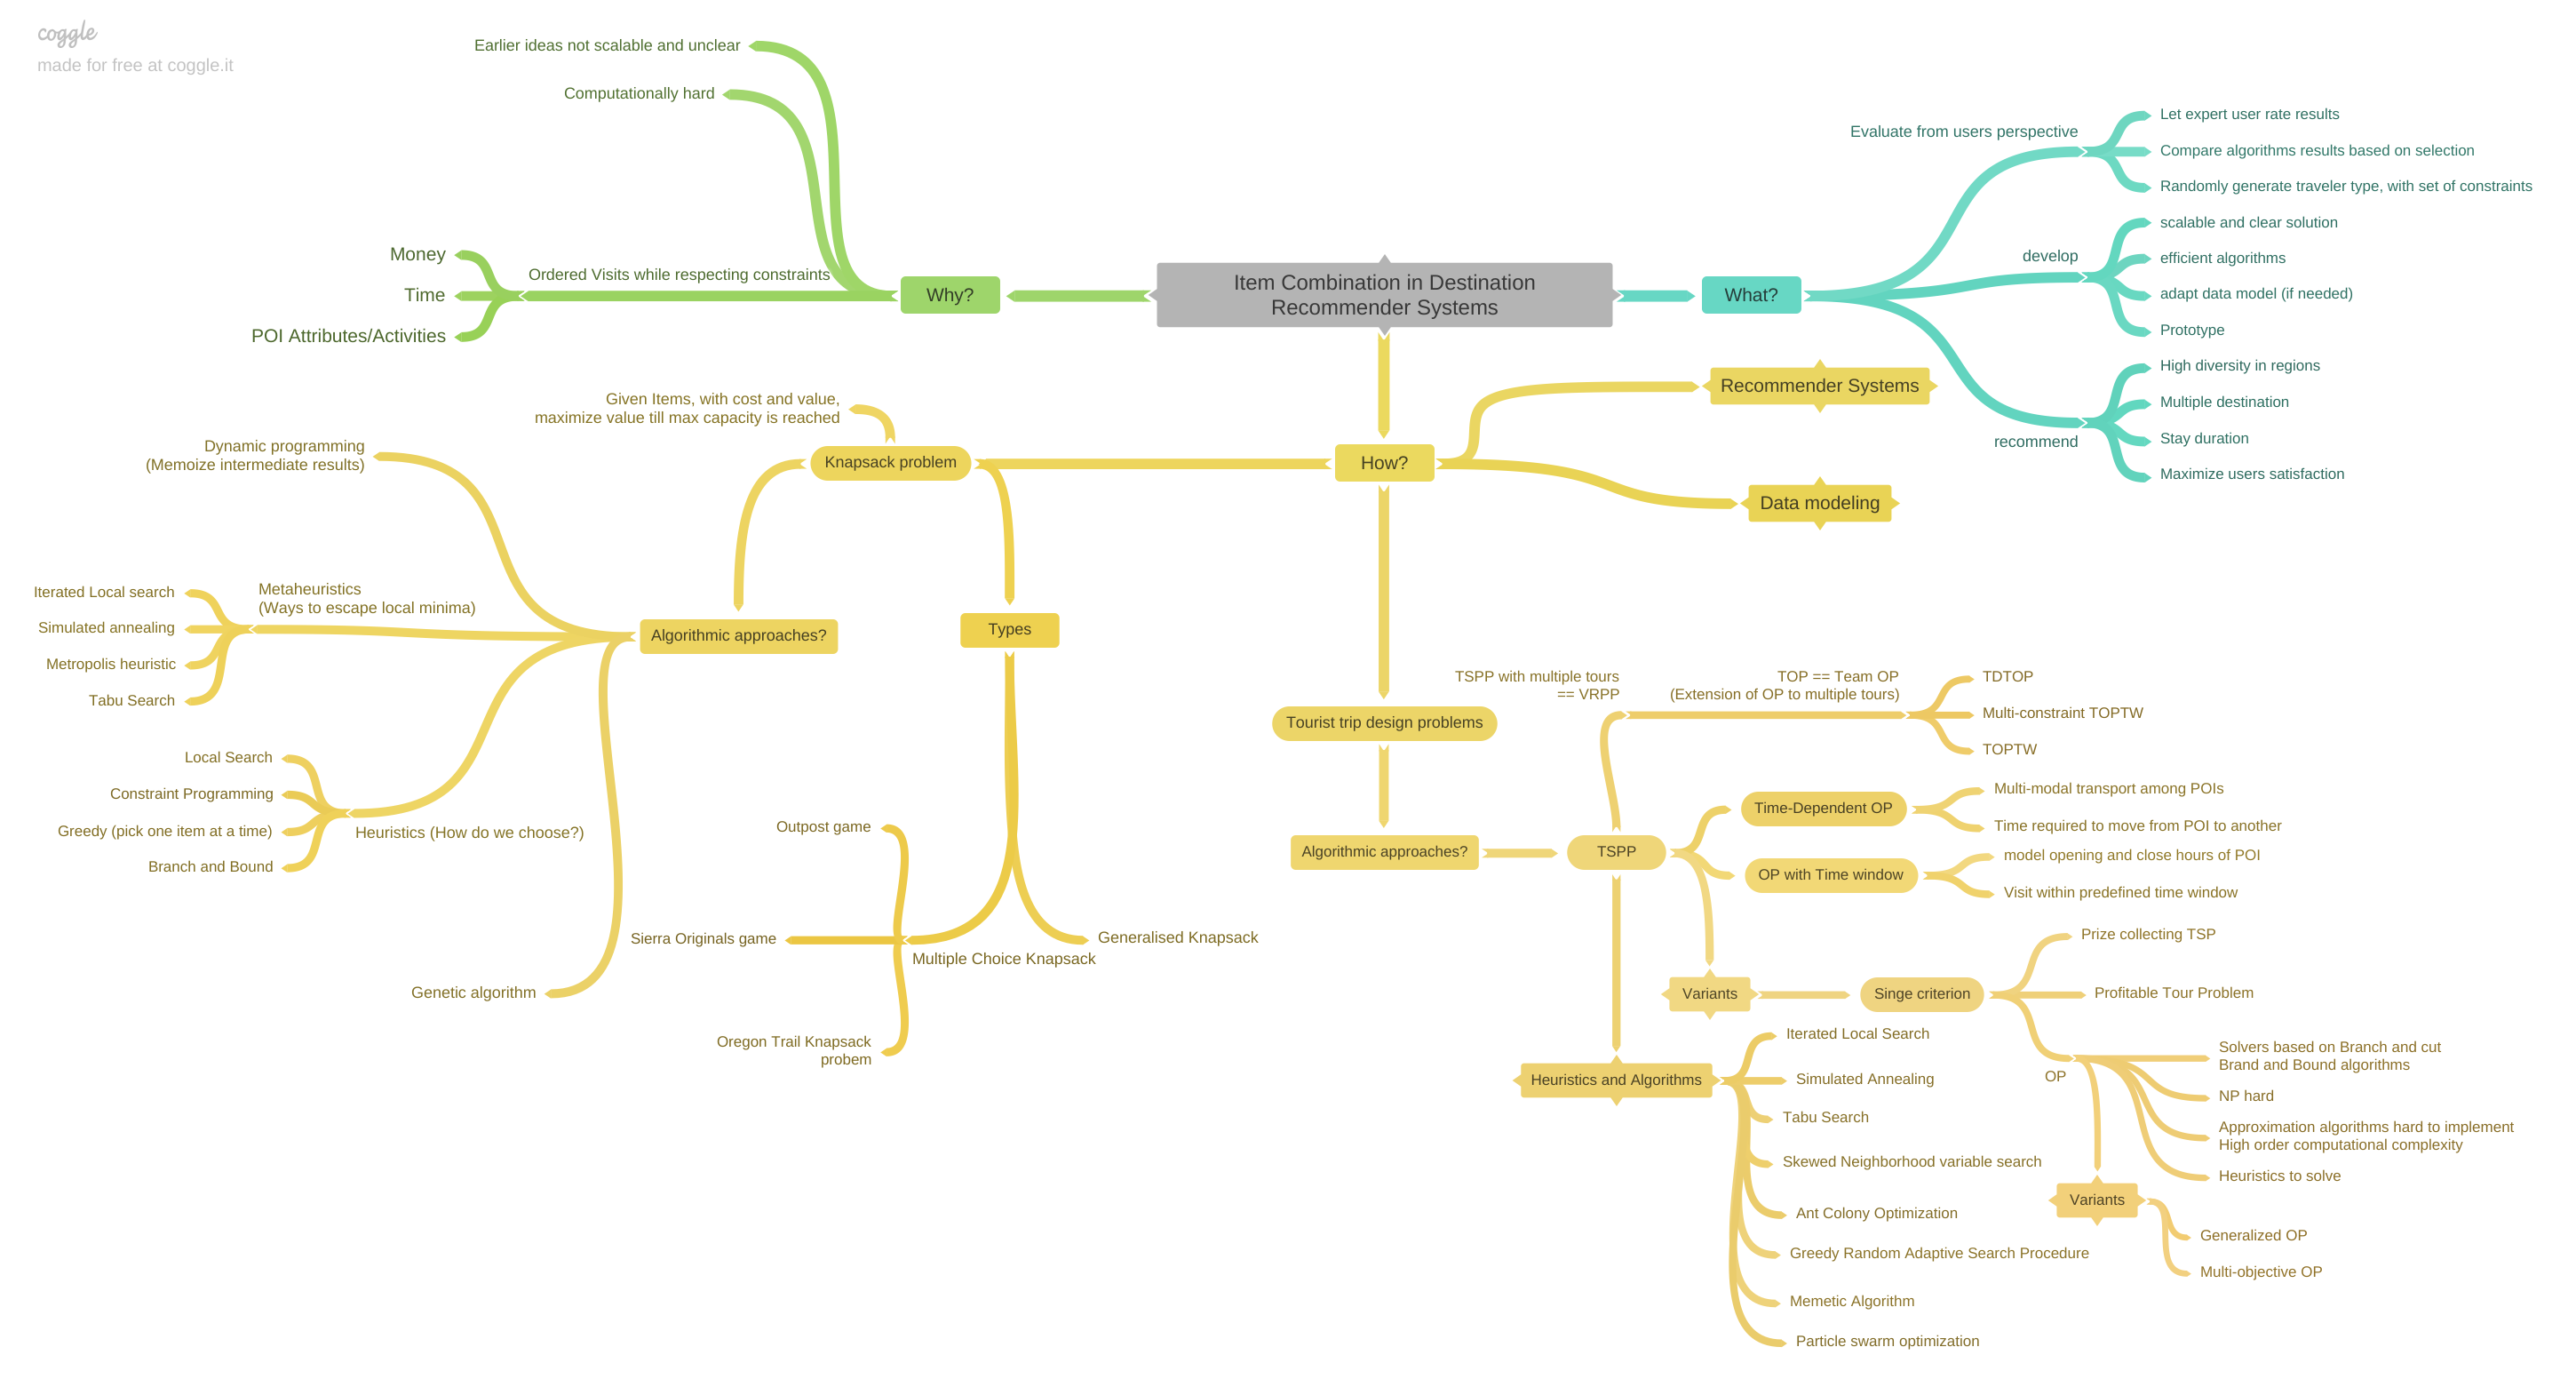 coggle
made for free at coggle.it
Item Combination in Destination
Recommender Systems
Why?
Earlier ideas not scalable and unclear
Computationally hard
Ordered Visits while respecting constraints
Money
Time
POI Attributes/Activities
What?
Evaluate from users perspective
Let expert user rate results
Compare algorithms results based on selection
Randomly generate traveler type, with set of constraints
develop
scalable and clear solution
efficient algorithms
adapt data model (if needed)
Prototype
recommend
High diversity in regions
Multiple destination
Stay duration
Maximize users satisfaction
How?
Recommender Systems
Data modeling
Knapsack problem
Given Items, with cost and value,
maximize value till max capacity is reached
Algorithmic approaches?
Dynamic programming
(Memoize intermediate results)
Metaheuristics
(Ways to escape local minima)
Iterated Local search
Simulated annealing
Metropolis heuristic
Tabu Search
Heuristics (How do we choose?)
Local Search
Constraint Programming
Greedy (pick one item at a time)
Branch and Bound
Genetic algorithm
Types
Multiple Choice Knapsack
Outpost game
Sierra Originals game
Oregon Trail Knapsack
probem
Generalised Knapsack
Tourist trip design problems
Algorithmic approaches?
TSPP
TSPP with multiple tours
== VRPP
TOP == Team OP
(Extension of OP to multiple tours)
TDTOP
Multi-constraint TOPTW
TOPTW
Time-Dependent OP
Multi-modal transport among POIs
Time required to move from POI to another
OP with Time window
model opening and close hours of POI
Visit within predefined time window
Variants
Singe criterion
Prize collecting TSP
Profitable Tour Problem
OP
Solvers based on Branch and cut
Brand and Bound algorithms
NP hard
Approximation algorithms hard to implement
High order computational complexity
Heuristics to solve
Variants
Generalized OP
Multi-objective OP
Heuristics and Algorithms
Iterated Local Search
Simulated Annealing
Tabu Search
Skewed Neighborhood variable search
Ant Colony Optimization
Greedy Random Adaptive Search Procedure
Memetic Algorithm
Particle swarm optimization